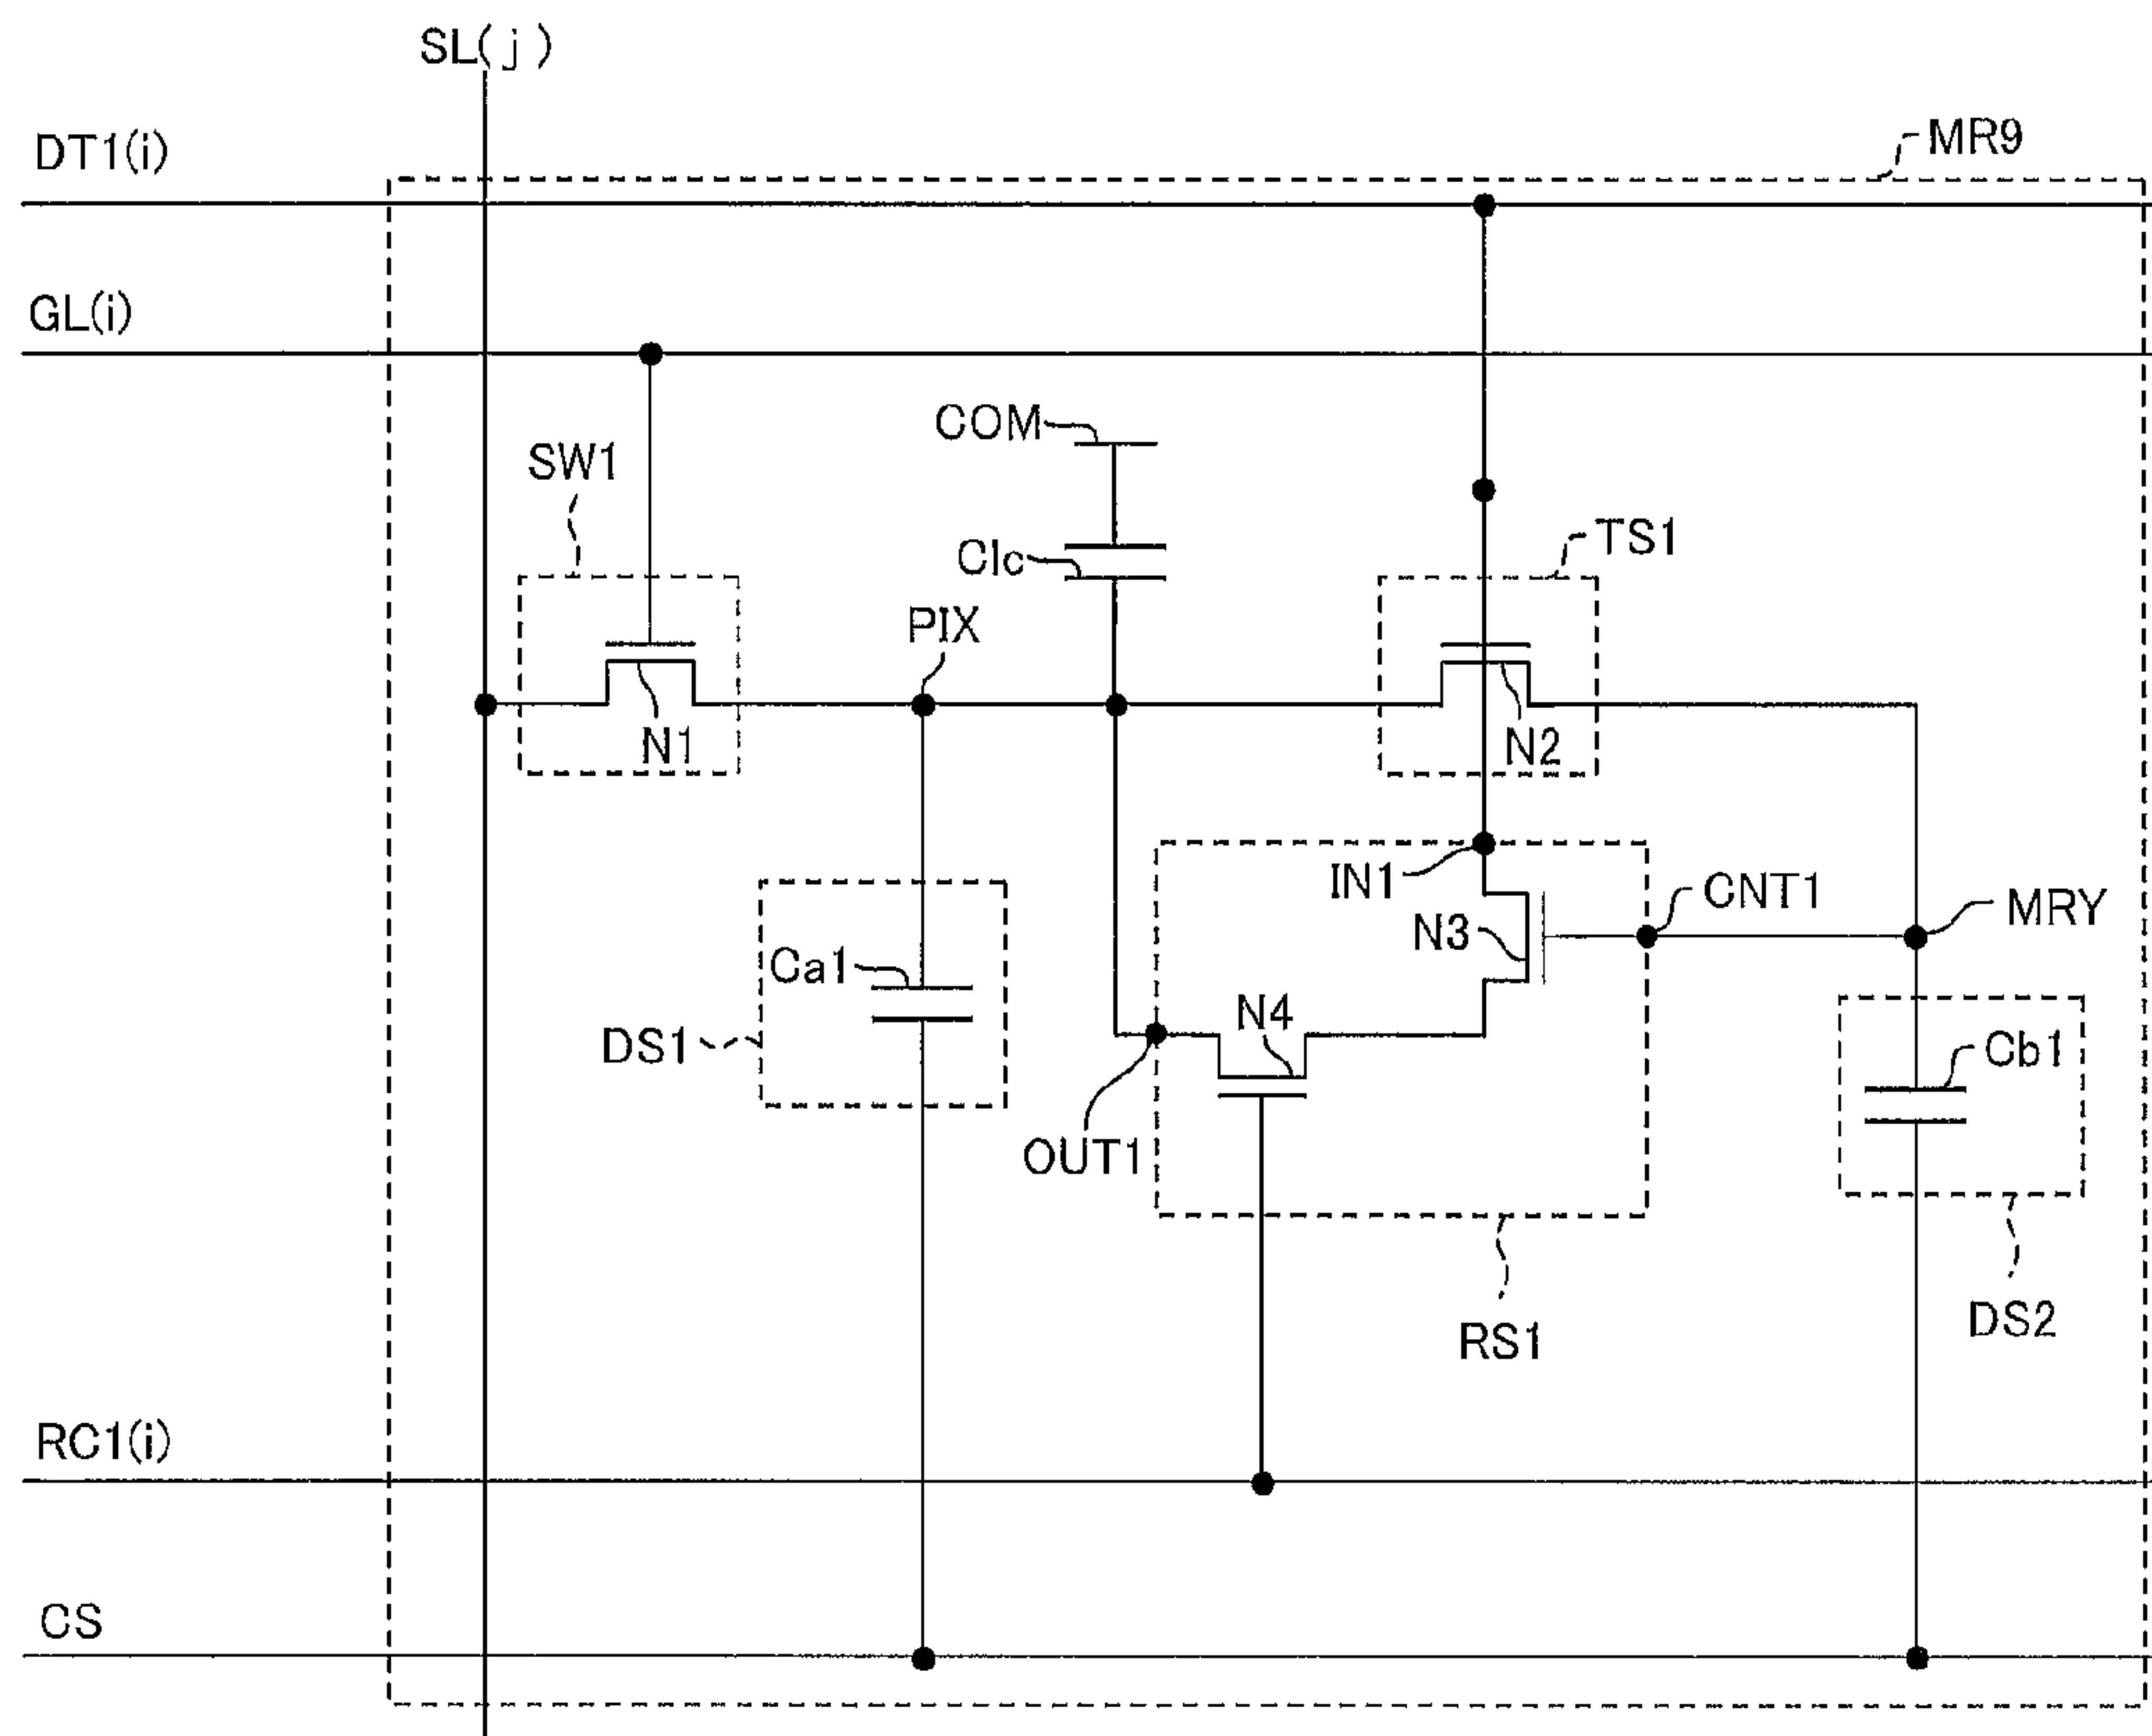 SL(j)
DT1(i)
MR9
GL(i)
COM
SW1
Clc
TS1
PIX
N1
N2
IN1
CNT1
MRY
N3
Ca1
N4
DS1
Cb1
OUT1
RS1
DS2
RC1(i)
CS